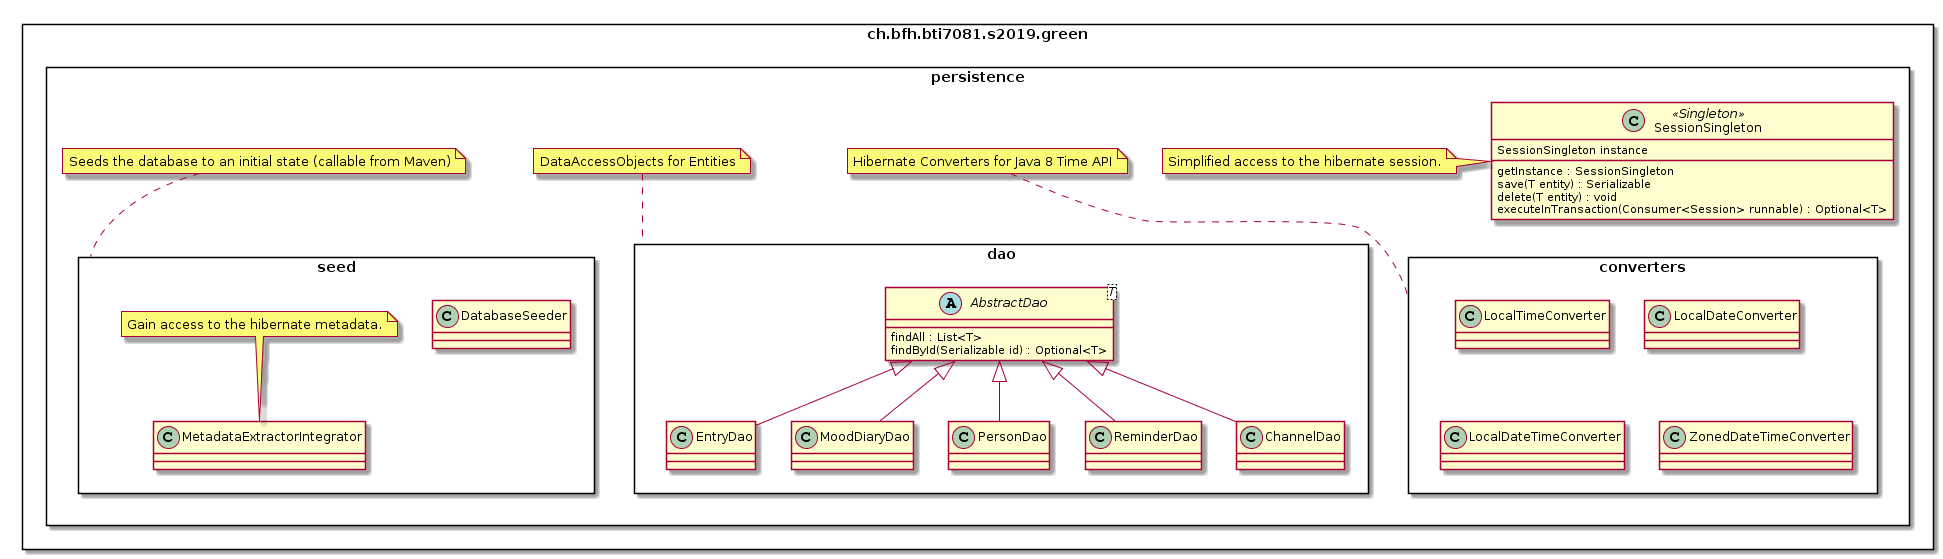 ch.bfh.bti7081.s2019.green
persistence
«Singleton»
C
SessionSingleton
SessionSingleton instance
getInstance : SessionSingleton
save(T entity) : Serializable
delete(T entity) : void
executeInTransaction(Consumer<Session> runnable) : Optional<T>
Seeds the database to an initial state (callable from Maven)
DataAccessObjects for Entities
Hibernate Converters for Java 8 Time API
Simplified access to the hibernate session.
seed
Gain access to the hibernate metadata.
C DatabaseSeeder
C MetadataExtractorIntegrator
dao
A AbstractDao
T
findAll : List<T>
findById(Serializable id) : Optional<T>
C EntryDao
C MoodDiaryDao
C PersonDao
C ReminderDao
C ChannelDao
converters
C LocalTimeConverter
C LocalDateConverter
C LocalDateTimeConverter
C ZonedDateTimeConverter